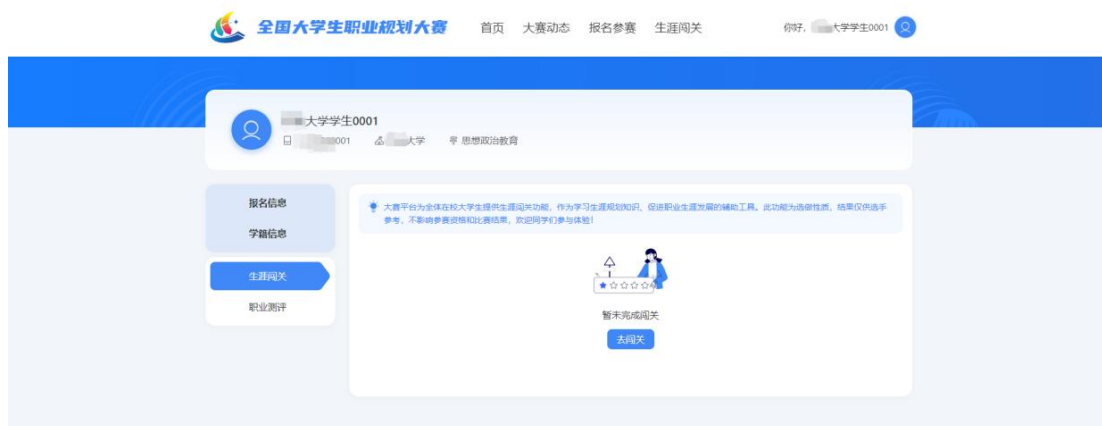 全国大学生职业规划大赛
首页 大赛动态 报名参赛 生涯闯关
你好, 大学学生0001
大学学生0001
0001 大学 思想政治教育
报名信息
学籍信息
生涯闯关
职业测评
大赛平台为全体在校大学生提供生涯闯关功能，作为学习生涯规划知识、促进职业生涯发展的辅助工具。此功能为选做性质，结果仅供选手
参考，不影响参赛资格和比赛结果，欢迎同学们参与体验！
暂未完成闯关
去闯关